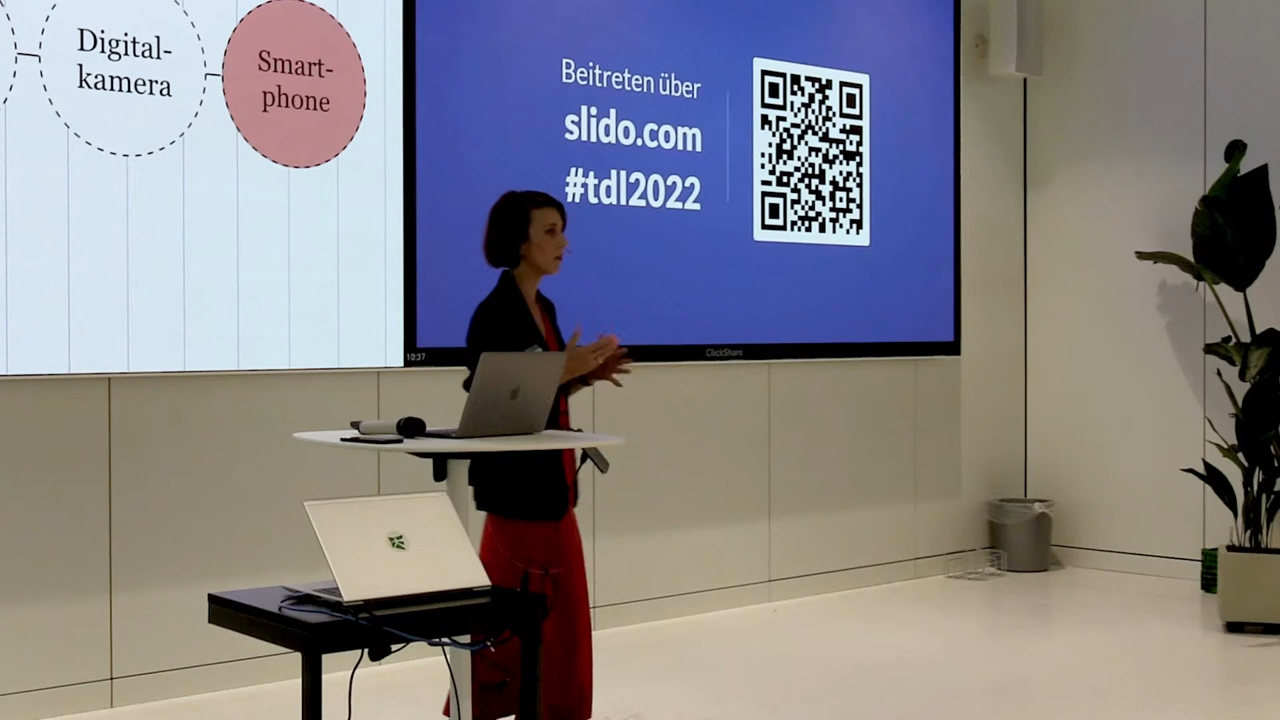 Digital-
kamera
Smart-
phone
Beitreten über
slido.com
#tdl2022
10:37
ClickShare